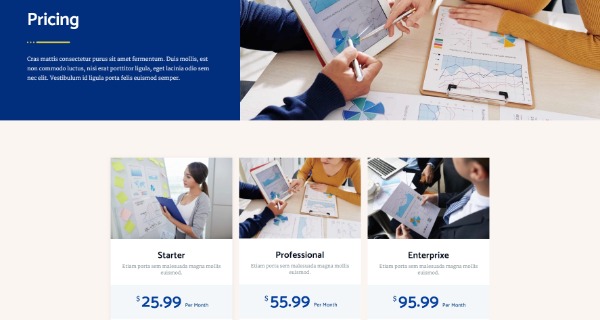 Pricing
Cras mattis consectetur purus sit amet fermentum. Duis mollis, est
non commodo luctus, nisi erat porttitor ligula, eget lacinia odio sem
nec elit. Vestibulum id ligula porta felis euismod semper.
Starter
Etiam porta sem malesuada magna mollis
euismod.
Professional
Etiam porta sem malesuada magna mollis
euismod.
Enterprixe
Etiam porta sem malesuada magna mollis
euismod.
$25.99 Per Month
$55.99 Per Month
$95.99 Per Month